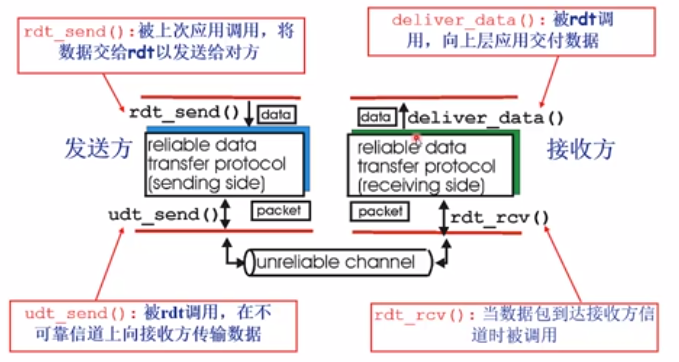 rdt_send():被上次应用调用，将
数据交给rdt以发送给对方
deliver_data():被rdt调
用，向上层应用交付数据
rdt_send()
data
data
deliver_data()
发送方
reliable data
transfer protocol
(sending side)
reliable data
transfer protocol
(receiving side)
接收方
udt_send()
packet
packet
rdt_rcv()
unreliable channel
udt_send():被rdt调用，在不
可靠信道上向接收方传输数据
rdt_rcv():当数据包到达接收方信
道时被调用